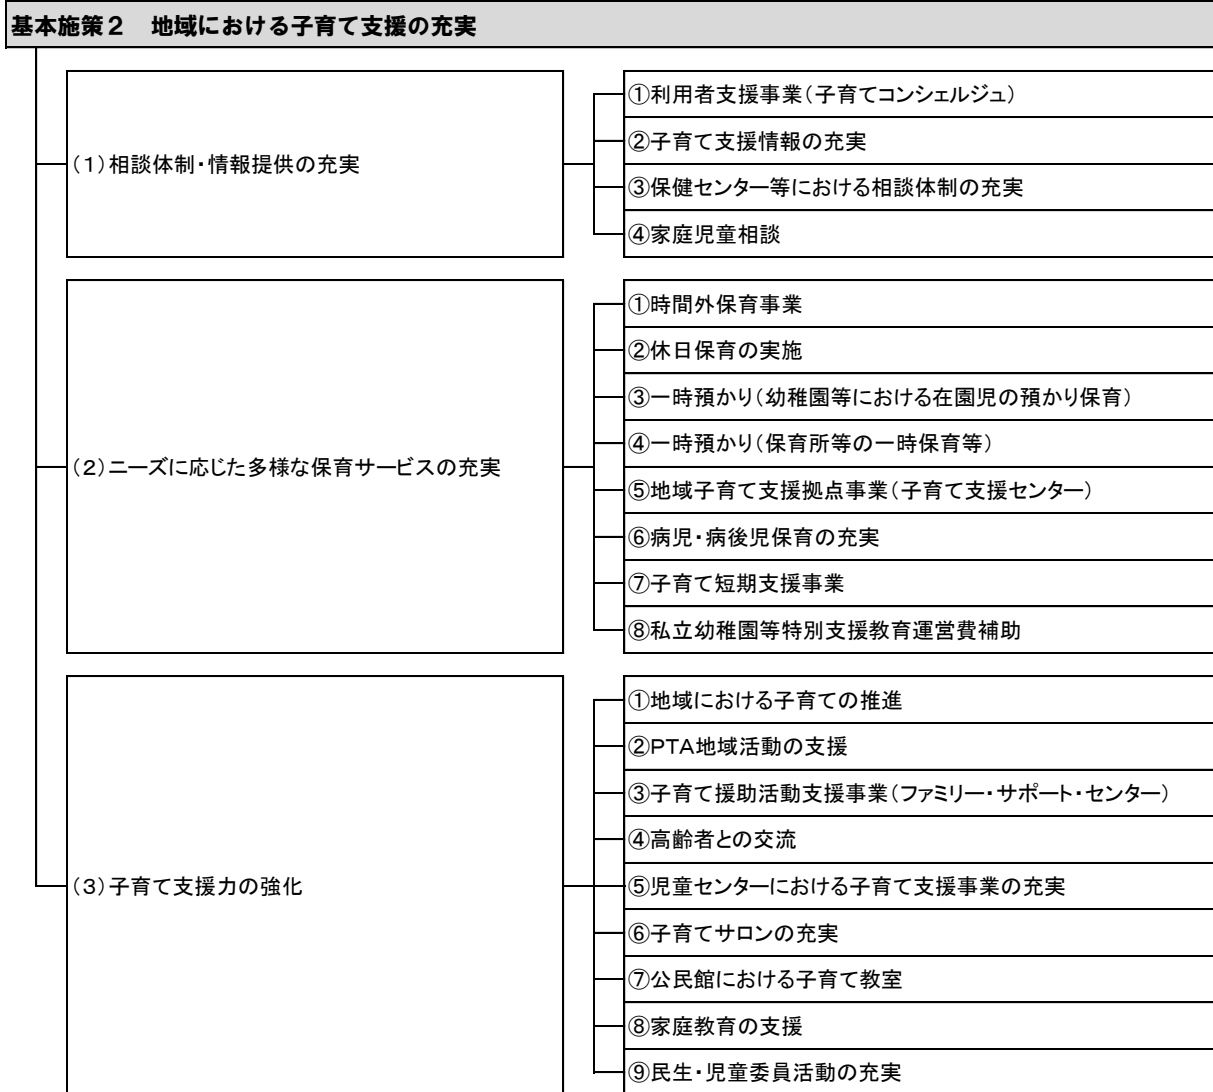 基本施策２　地域における子育て支援の充実
（１）相談体制・情報提供の充実
①利用者支援事業（子育てコンシェルジュ）
②子育て支援情報の充実
③保健センター等における相談体制の充実
④家庭児童相談
（２）ニーズに応じた多様な保育サービスの充実
①時間外保育事業
②休日保育の実施
③一時預かり（幼稚園等における在園児の預かり保育）
④一時預かり（保育所等の一時保育等）
⑤地域子育て支援拠点事業（子育て支援センター）
⑥病児・病後児保育の充実
⑦子育て短期支援事業
⑧私立幼稚園等特別支援教育運営費補助
（３）子育て支援力の強化
①地域における子育ての推進
②PTA地域活動の支援
③子育て援助活動支援事業（ファミリー・サポート・センター）
④高齢者との交流
⑤児童センターにおける子育て支援事業の充実
⑥子育てサロンの充実
⑦公民館における子育て教室
⑧家庭教育の支援
⑨民生・児童委員活動の充実